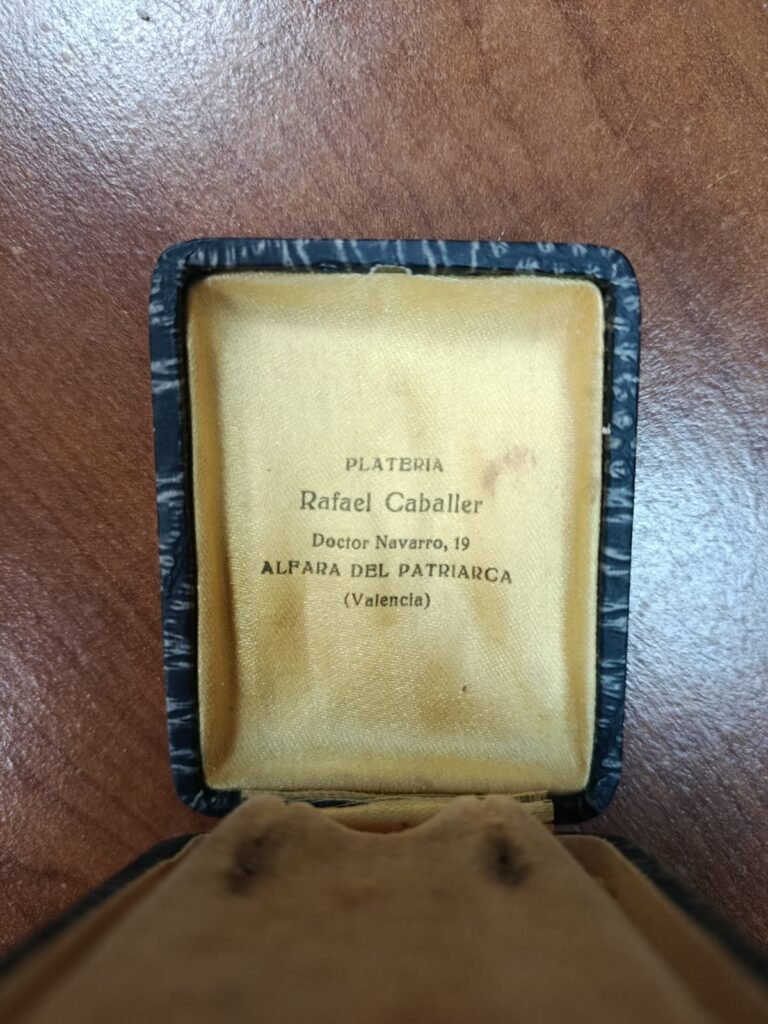 PLATERIA
Rafael Caballer
Doctor Navarro, 19
ALFARA DEL PATRIARCA
(Valencia)